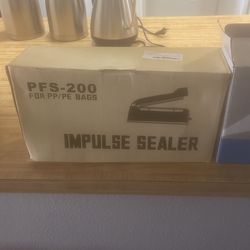 PFS-200
FOR PP/PE BAGS
IMPULSE SEALER